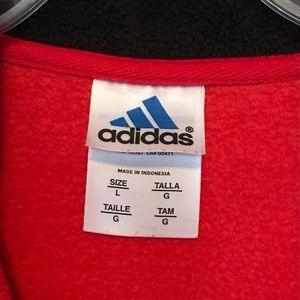 adidas®
MADE IN INDONESIA
SIZE TALLA
L G
TAILLE TAM
G G